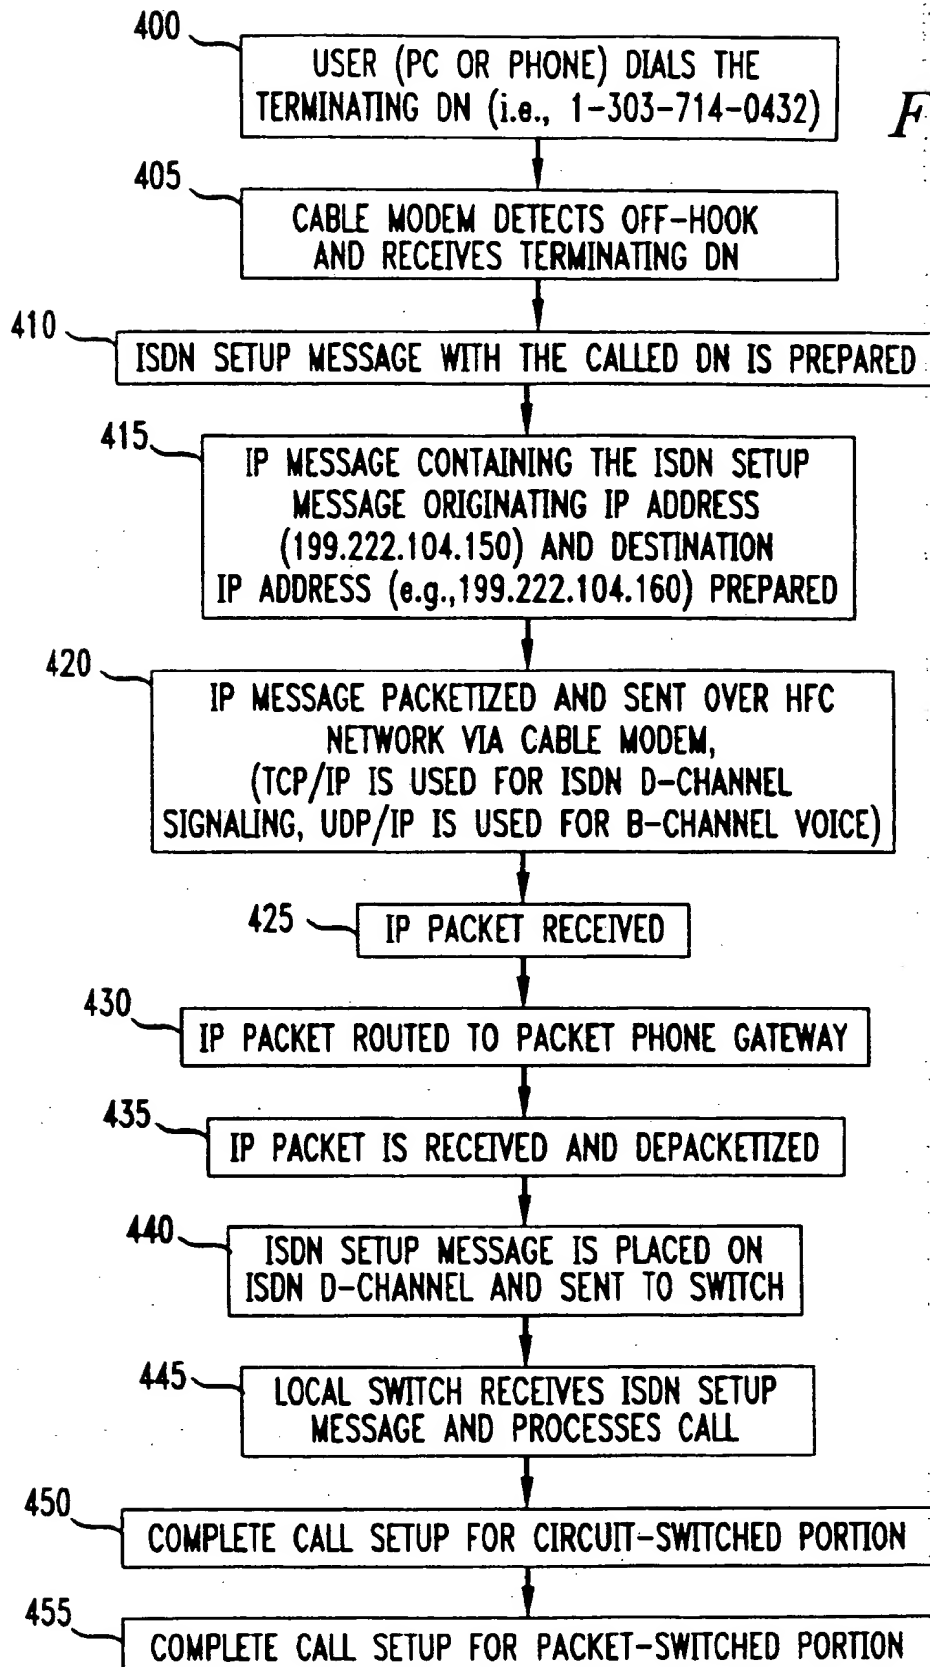 400
USER (PC OR PHONE) DIALS THE
TERMINATING DN (i.e., 1-303-714-0432)
F
405
CABLE MODEM DETECTS OFF-HOOK
AND RECEIVES TERMINATING DN
410
ISDN SETUP MESSAGE WITH THE CALLED DN IS PREPARED
415
IP MESSAGE CONTAINING THE ISDN SETUP
MESSAGE ORIGINATING IP ADDRESS
(199.222.104.150) AND DESTINATION
IP ADDRESS (e.g.,199.222.104.160) PREPARED
420
IP MESSAGE PACKETIZED AND SENT OVER HFC
NETWORK VIA CABLE MODEM,
(TCP/IP IS USED FOR ISDN D-CHANNEL
SIGNALING, UDP/IP IS USED FOR B-CHANNEL VOICE)
425
IP PACKET RECEIVED
430
IP PACKET ROUTED TO PACKET PHONE GATEWAY
435
IP PACKET IS RECEIVED AND DEPACKETIZED
440
ISDN SETUP MESSAGE IS PLACED ON
ISDN D-CHANNEL AND SENT TO SWITCH
445
LOCAL SWITCH RECEIVES ISDN SETUP
MESSAGE AND PROCESSES CALL
450
COMPLETE CALL SETUP FOR CIRCUIT-SWITCHED PORTION
455
COMPLETE CALL SETUP FOR PACKET-SWITCHED PORTION